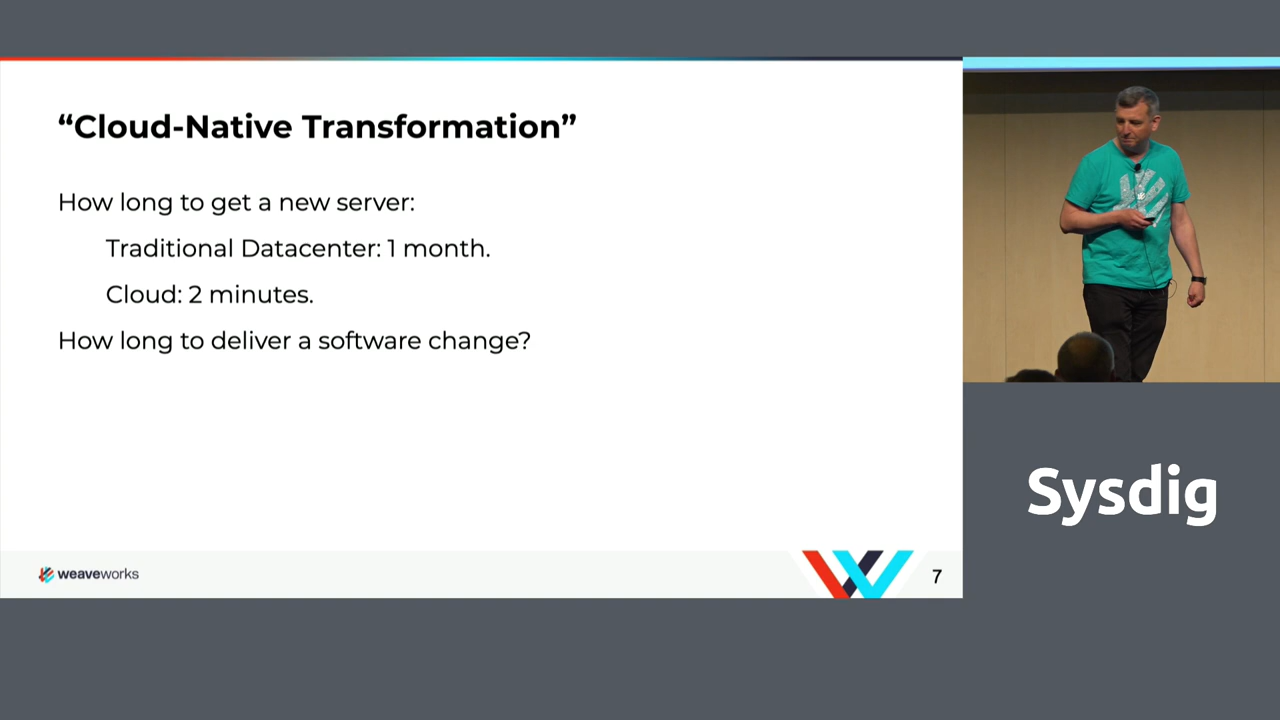 “Cloud-Native Transformation”
How long to get a new server:
Traditional Datacenter: 1 month.
Cloud: 2 minutes.
How long to deliver a software change?
weaveworks
7
Sysdig